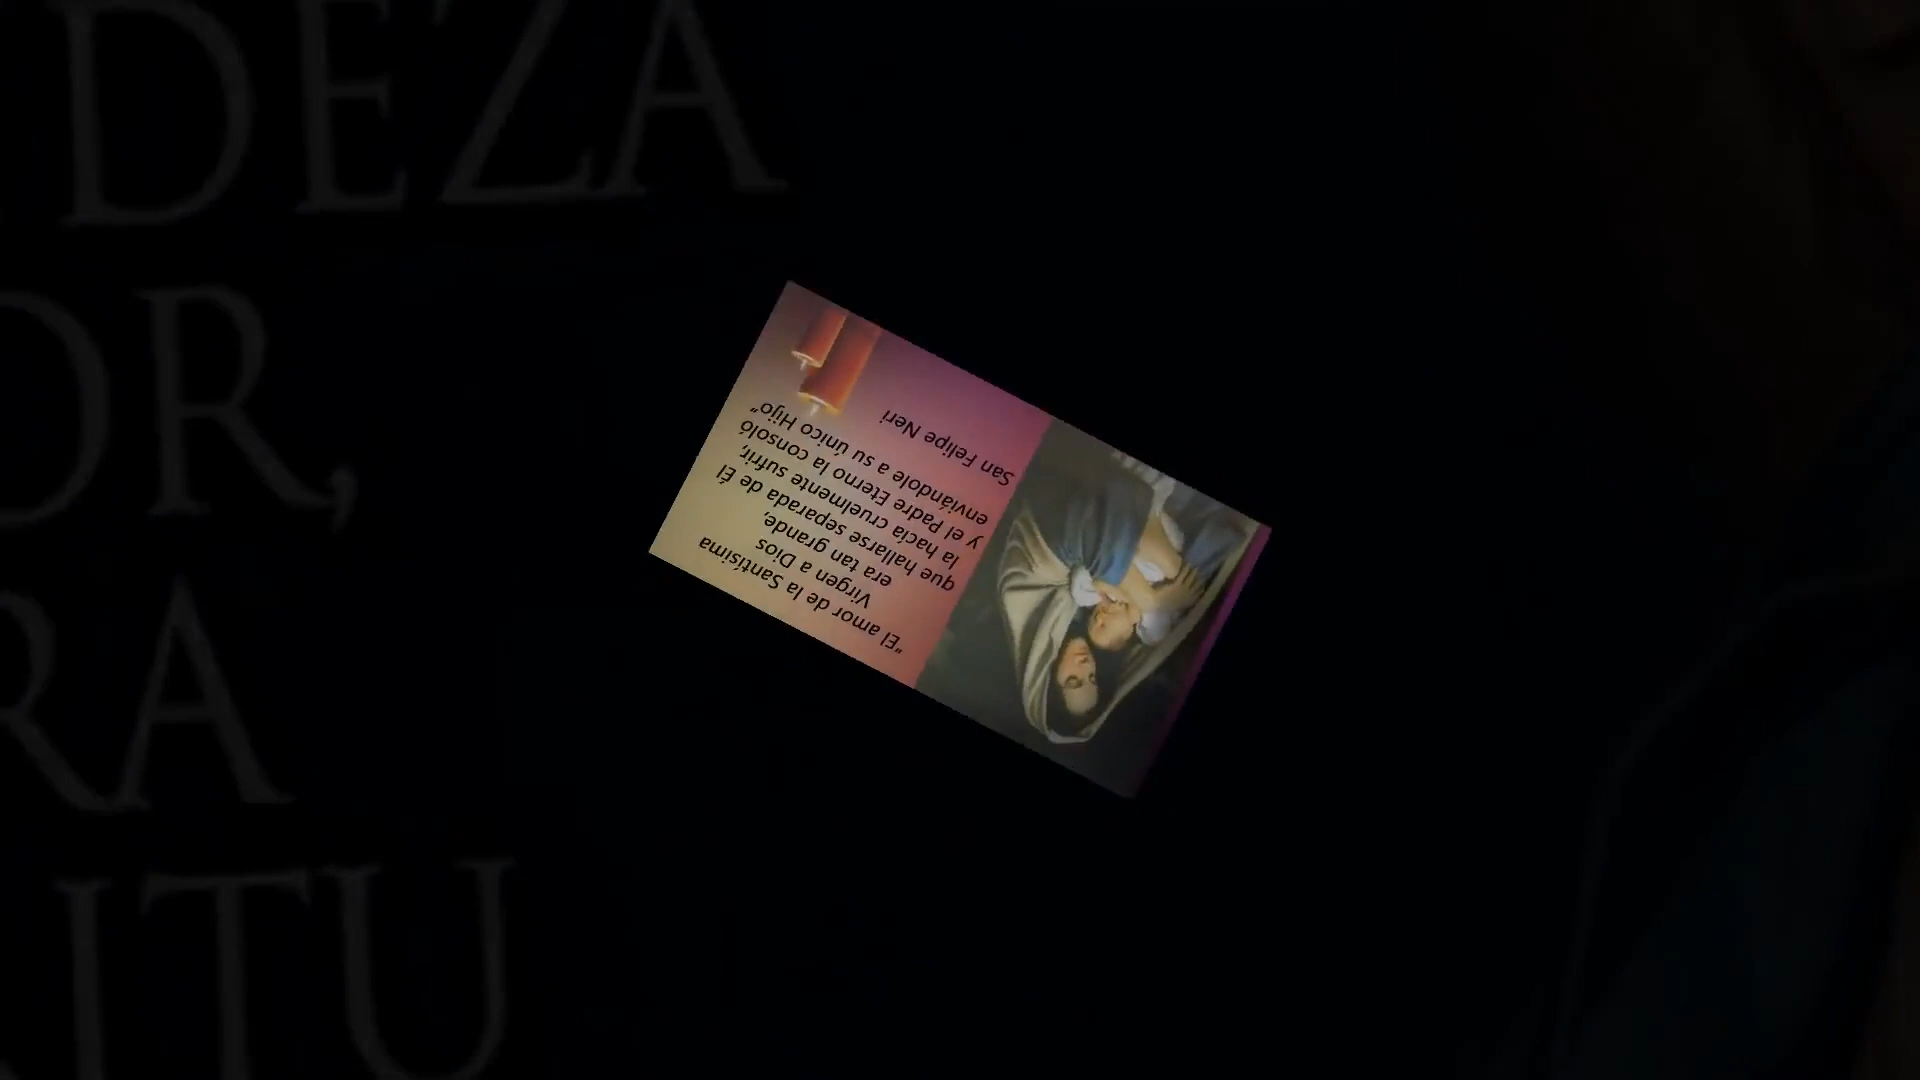 DEZA
OR,
RA
ITU
"El amor de la Santísima
Virgen a Dios
era tan grande,
que hallarse separada de Él
la hacía cruelmente sufrir,
y el Padre Eterno la consoló
enviándole a su único Hijo"
San Felipe Neri